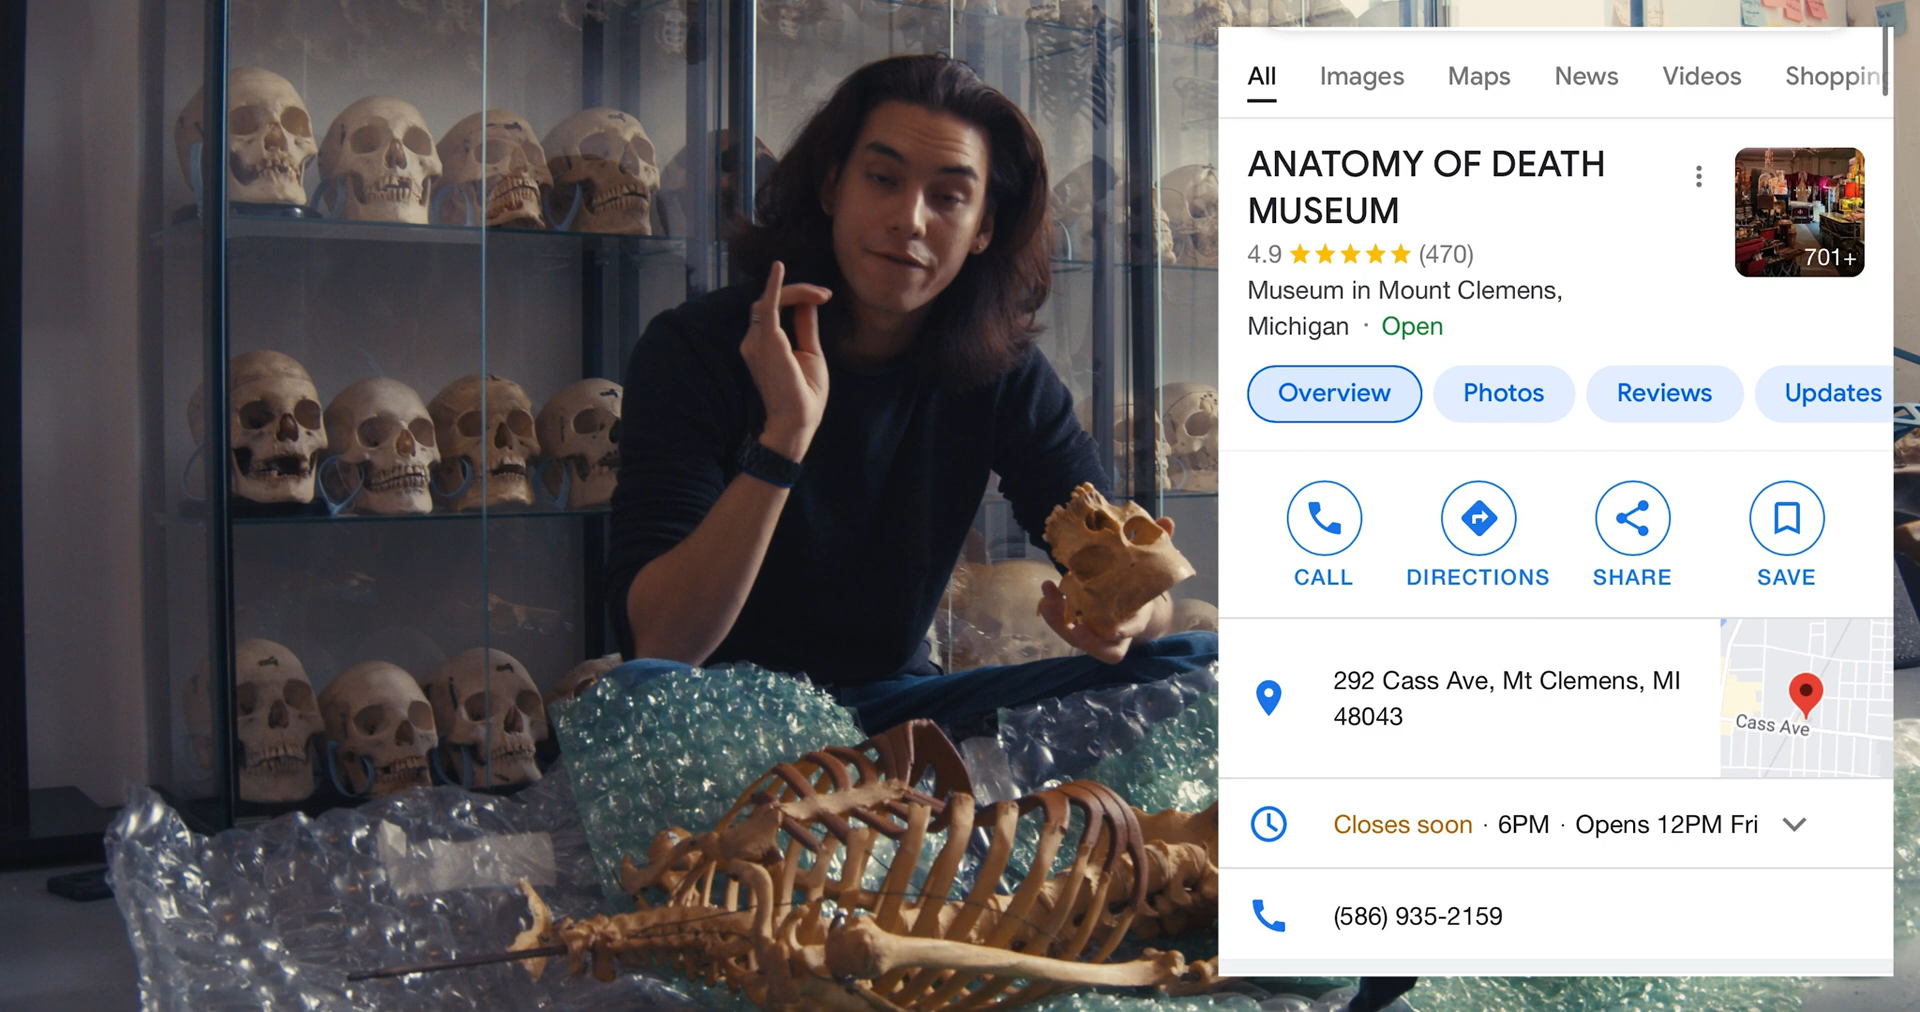 All Images Maps News Videos Shopping
ANATOMY OF DEATH
MUSEUM
4.9 (470)
Museum in Mount Clemens,
Michigan · Open
701+
Overview Photos Reviews Updates
CALL DIRECTIONS SHARE SAVE
292 Cass Ave, Mt Clemens, MI
48043
Cass Ave
Closes soon · 6PM · Opens 12PM Fri
(586) 935-2159